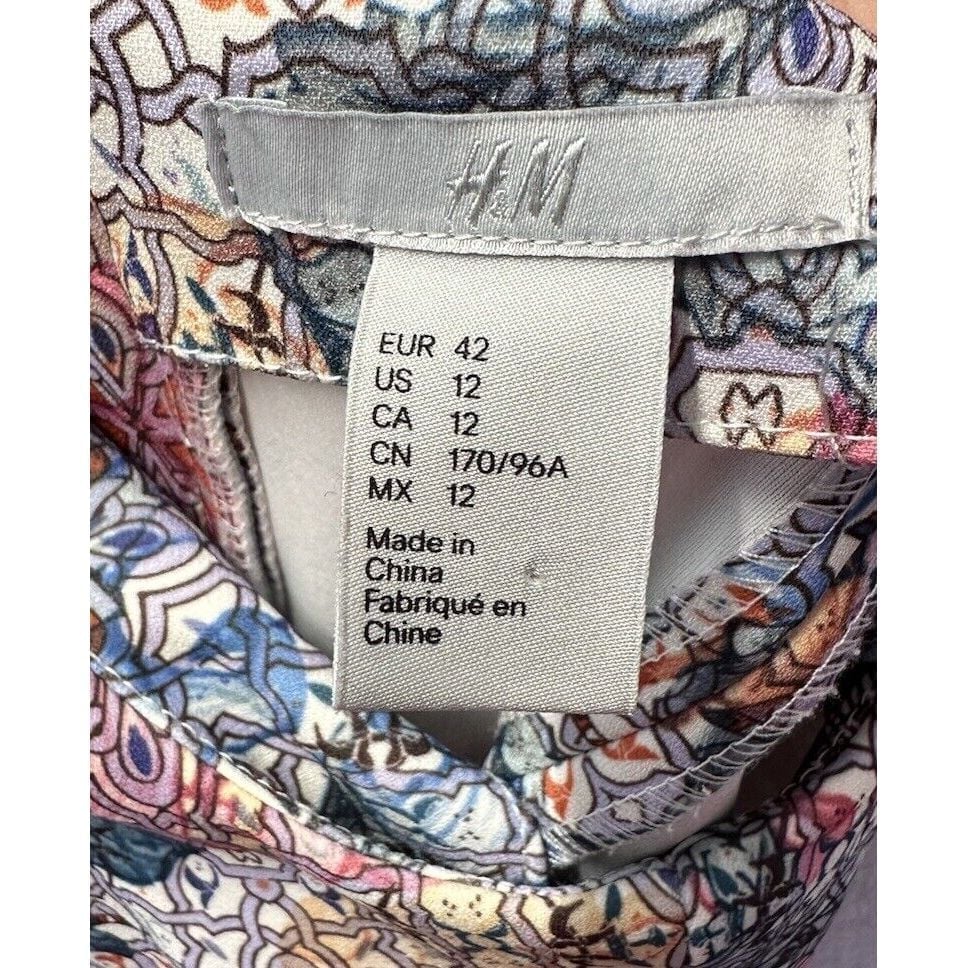 H&M
EUR 42
US 12
CA 12
CN 170/96A
MX 12
Made in
China
Fabriqué en
Chine